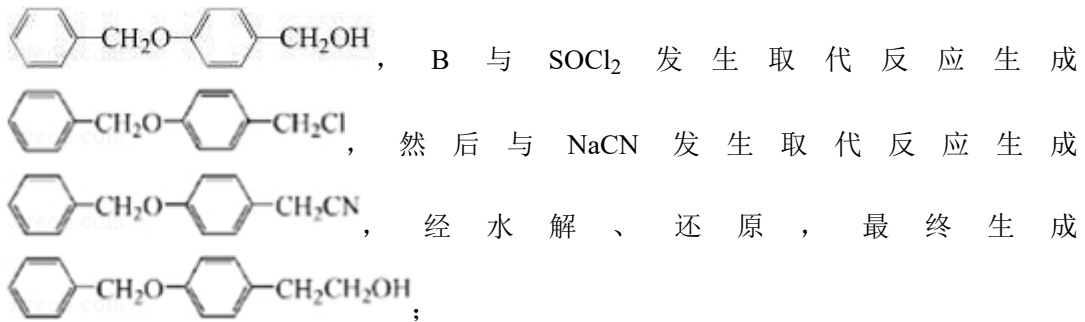 CH₂O CH₂OH ， B 与 SOCl₂ 发生取代反应生成
CH₂O CH₂Cl ，然后与 NaCN 发生取代反应生成
CH₂O CH₂CN ，经水解、还原，最终生成
CH₂O CH₂CH₂OH ；